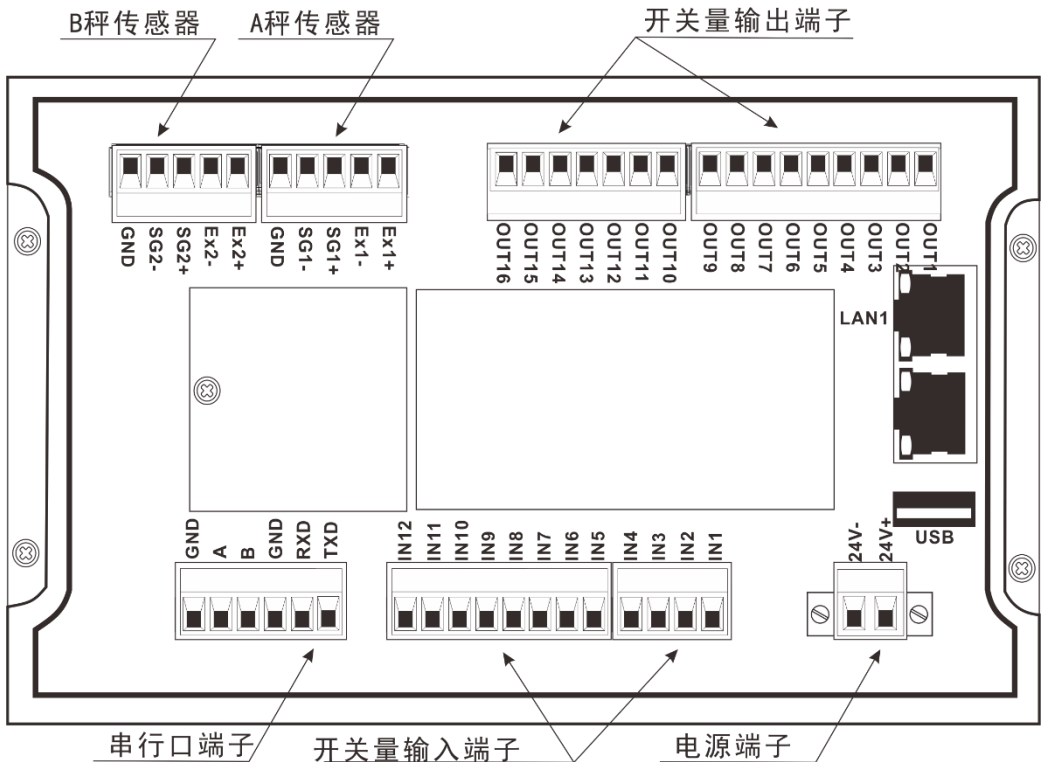 B秤传感器
A秤传感器
开关量输出端子
GND
SG2-
SG2+
Ex2-
Ex2+
GND
SG1-
SG1+
Ex1-
Ex1+
OUT16
OUT15
OUT14
OUT13
OUT12
OUT11
OUT10
OUT9
OUT8
OUT7
OUT6
OUT5
OUT4
OUT3
OUT2
OUT1
LAN1
USB
GND
A
B
GND
RXD
TXD
IN12
IN11
IN10
IN9
IN8
IN7
IN6
IN5
IN4
IN3
IN2
IN1
24V-
24V+
串行口端子
开关量输入端子
电源端子